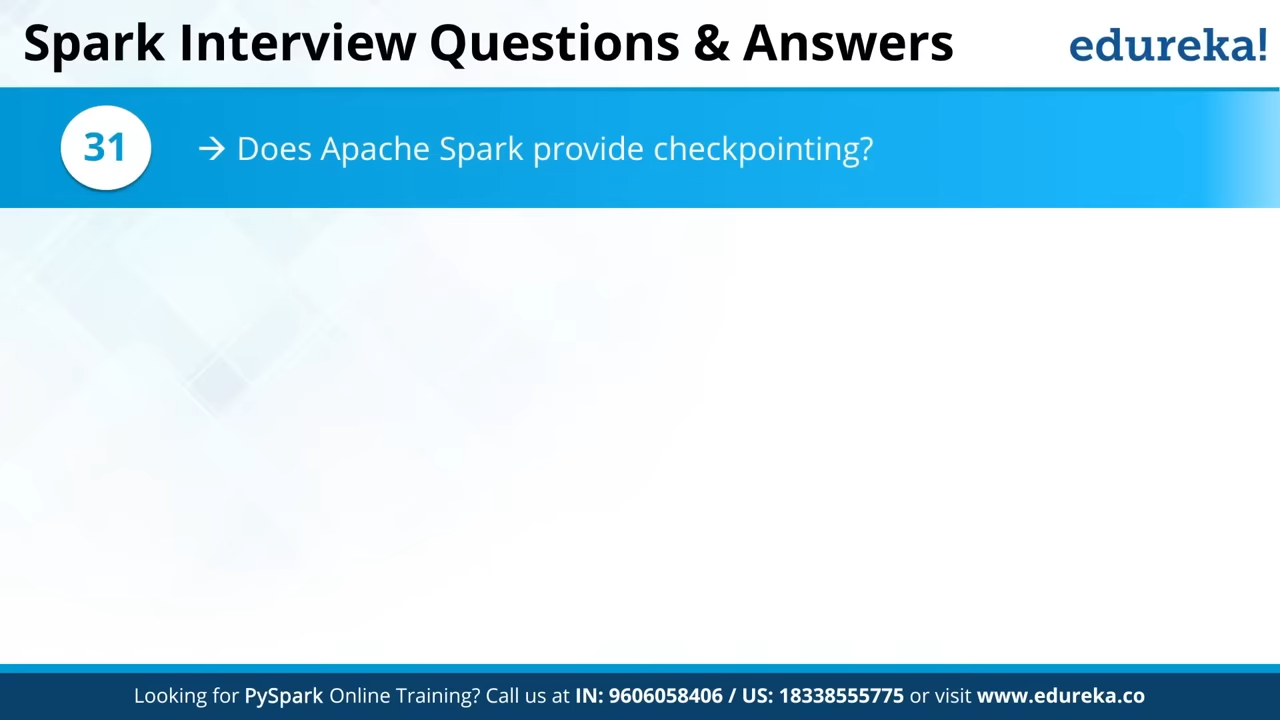 Spark Interview Questions & Answers
edureka!
31
→ Does Apache Spark provide checkpointing?
Looking for PySpark Online Training? Call us at IN: 9606058406 / US: 18338555775 or visit www.edureka.co